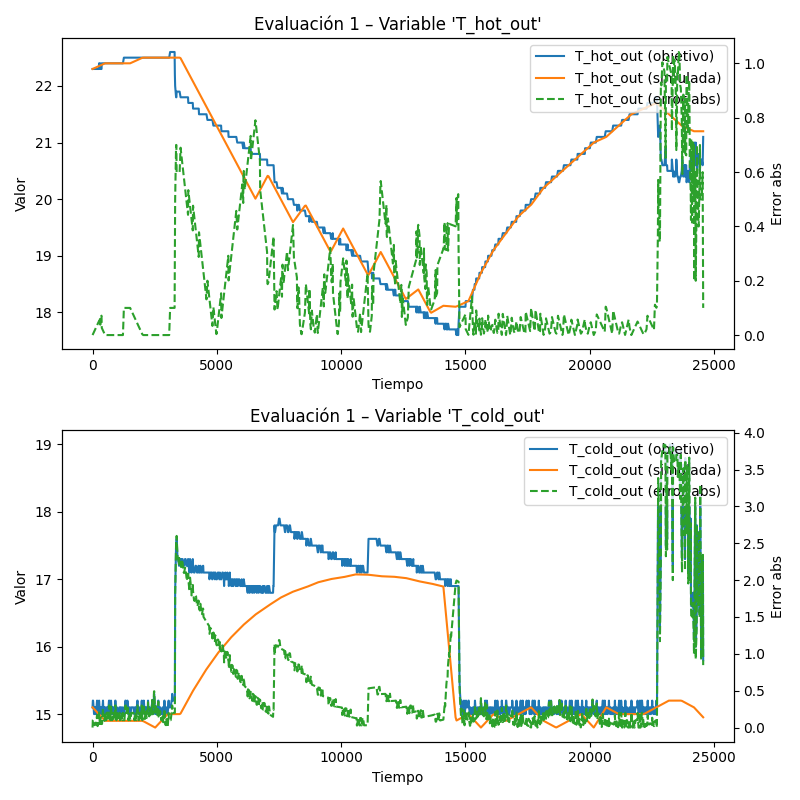 Evaluación 1 – Variable 'T_hot_out'
T_hot_out (objetivo)
T_hot_out (simulada)
T_hot_out (error abs)
22
21
20
19
18
Valor
1.0
0.8
0.6
0.4
0.2
0.0
Error abs
0 5000 10000 15000 20000 25000
Tiempo
Evaluación 1 – Variable 'T_cold_out'
T_cold_out (objetivo)
T_cold_out (simulada)
T_cold_out (error abs)
19
18
17
16
15
Valor
4.0
3.5
3.0
2.5
2.0
1.5
1.0
0.5
0.0
Error abs
0 5000 10000 15000 20000 25000
Tiempo